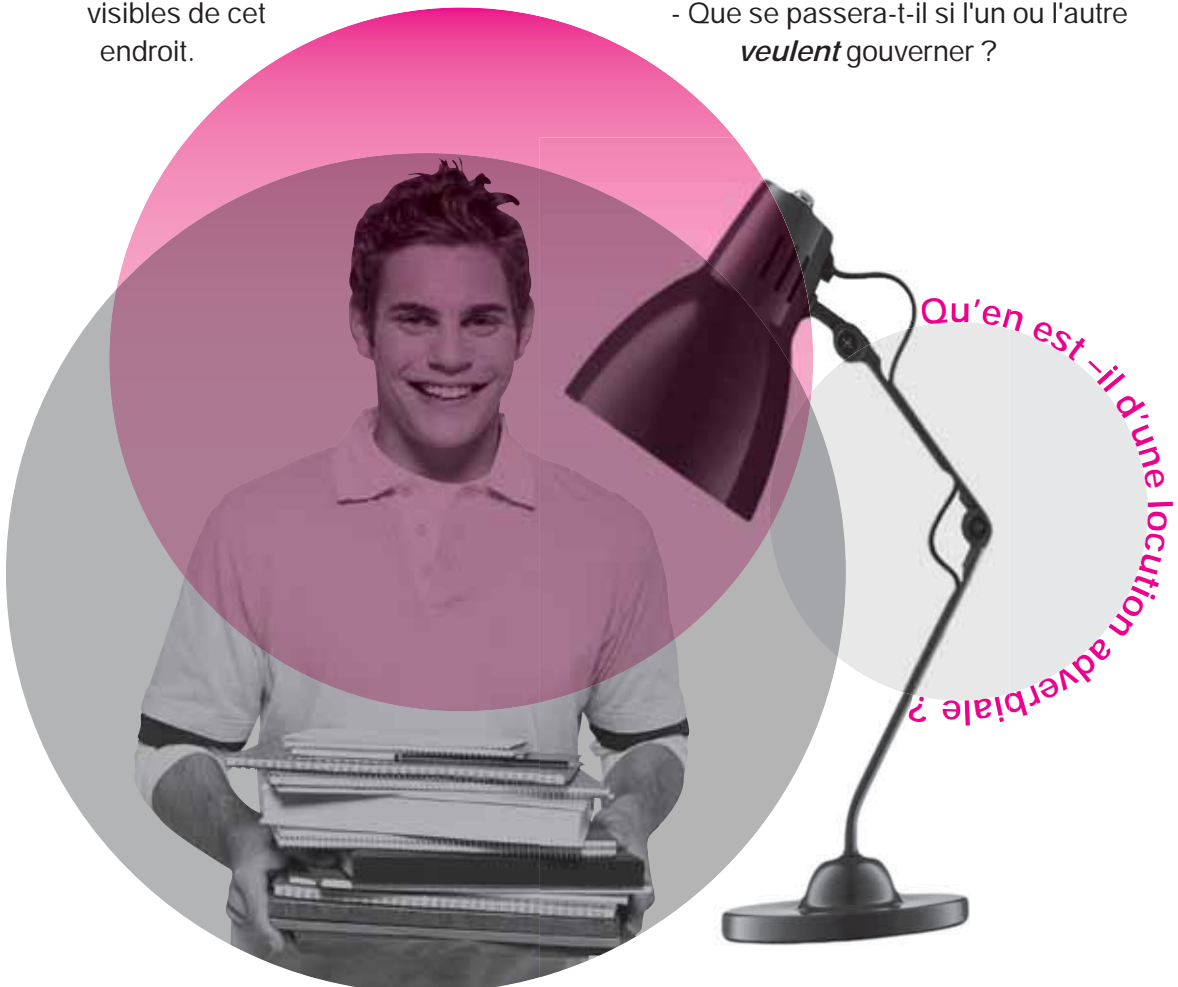 visibles de cet
endroit.
- Que se passera-t-il si l'un ou l'autre
veulent gouverner ?
Qu'en est –il d'une locution adverbiale ?